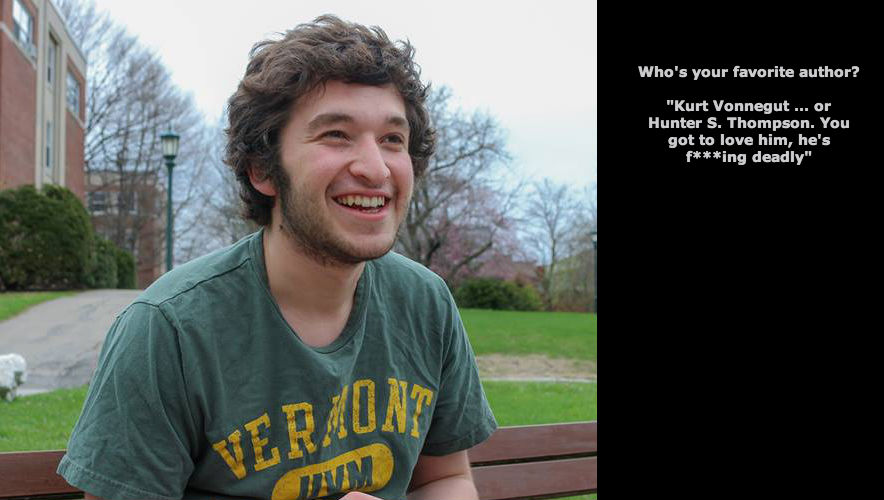 Who's your favorite author?
"Kurt Vonnegut ... or
Hunter S. Thompson. You
got to love him, he's
f***ing deadly"
VERMONT
UVM